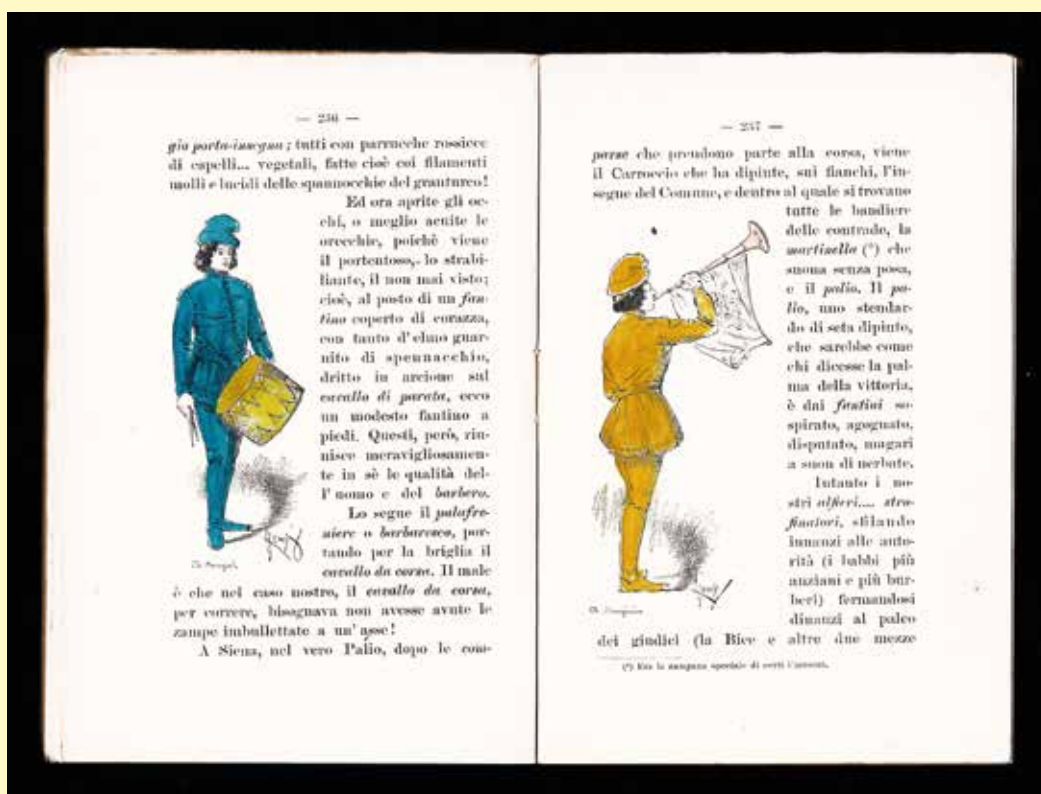 — 236 —
gio porta-insegna ; tutti con parrucche rossicce
di capelli... vegetali, fatte cioè coi filamenti
molli e lucidi delle spannocchie del granturco!
Ed ora aprite gli oc-
chi, o meglio acuite le
orecchie, poichè viene
il portentoso, lo strabi-
liante, il non mai visto;
cioè, al posto di un fan-
tino coperto di corazza,
con tanto d'elmo guar-
nito di spennacchio,
dritto in arcione sul
cavallo di parata, ecco
un modesto fantino a
piedi. Questi, però, riu-
nisce meravigliosamen-
te in sè le qualità del-
l'uomo e del barbero.
Lo segue il palafre-
niere o barbaresco, por-
tando per la briglia il
cavallo da corsa. Il male
è che nel caso nostro, il cavallo da corsa,
per correre, bisognava non avesse avute le
zampe imbullettate a un'asse!
A Siena, nel vero Palio, dopo le com-
— 237 —
parse che prendono parte alla corsa, viene
il Carroccio che ha dipinte, sui fianchi, l'in-
segne del Comune, e dentro al quale si trovano
tutte le bandiere
delle contrade, la
martinella (*) che
suona senza posa,
e il palio. Il pa-
lio, uno stendar-
do di seta dipinto,
che sarebbe come
chi dicesse la pal-
ma della vittoria,
è dai fantini so-
spirato, agognato,
disputato, magari
a suon di nerbate.
Intanto i no-
stri alfieri.... stro-
finatori, sfilando
innanzi alle auto-
rità (i babbi più
anziani e più bur-
beri) fermandosi
dinanzi al palco
dei giudici (la Bice e altre due mezze
(*) Era la campana speciale di certi